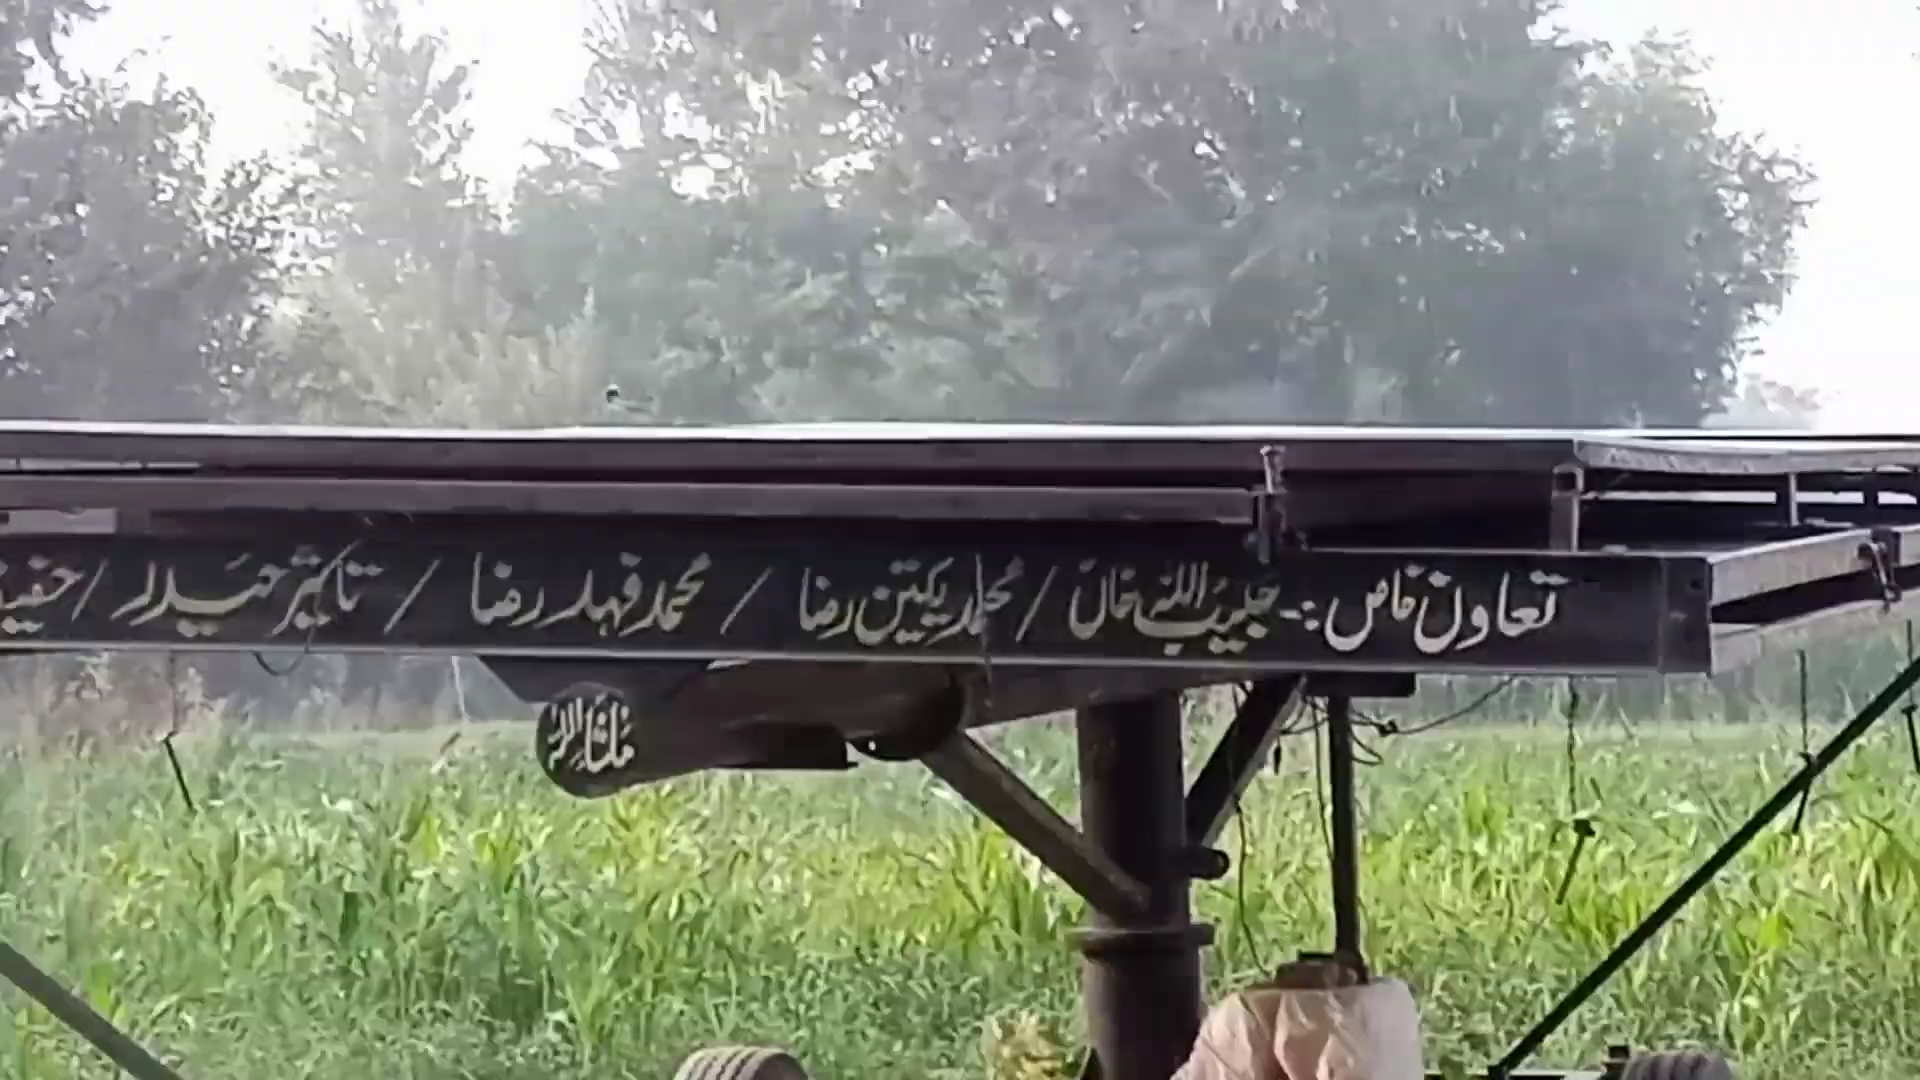 تعاون خاص:- حبیب اللہ خان / محمد یکتین رضا / محمد فہد رضا / تاثیر حیدر /
ماشاءاللہ